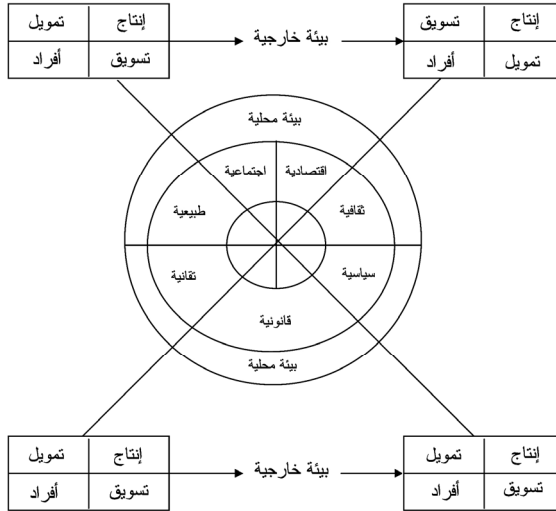 إنتاج تسويق
بيئة خارجية
إنتاج تمويل
تمويل أفراد
تسويق أفراد
بيئة محلية
اقتصادية اجتماعية
ثقافية طبيعية
سياسية تقانية
قانونية
بيئة محلية
إنتاج تمويل
بيئة خارجية
إنتاج تمويل
تسويق أفراد
تسويق أفراد